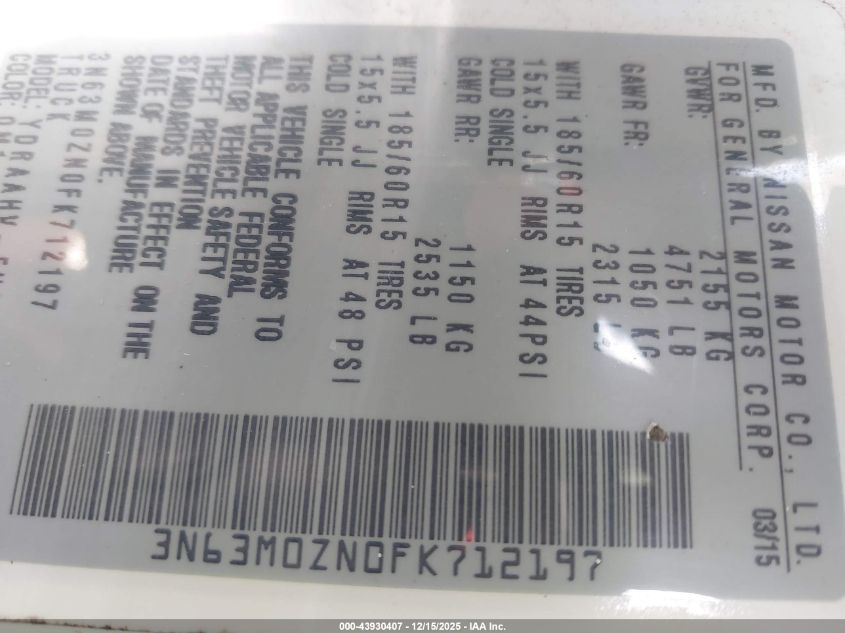 MFD. BY NISSAN MOTOR CO., LTD.
FOR GENERAL MOTORS CORP. 03/15
GVWR: 2155 KG
4751 LB
GAWR FR: 1050 KG
2315 LB
WITH 185/60R15 TIRES
15x5.5 JJ RIMS AT 44PSI
COLD SINGLE
GAWR RR: 1150 KG
2535 LB
WITH 185/60R15 TIRES
15x5.5 JJ RIMS AT 48 PSI
COLD SINGLE
THIS VEHICLE CONFORMS TO
ALL APPLICABLE FEDERAL
MOTOR VEHICLE SAFETY AND
THEFT PREVENTION
STANDARDS IN EFFECT ON THE
DATE OF MANUFACTURE
SHOWN ABOVE.
3N63M0ZN0FK712197
TRUCK
MODEL:
COLOR:
3N63M0ZN0FK712197
000-43930407 - 12/15/2025 - IAA Inc.